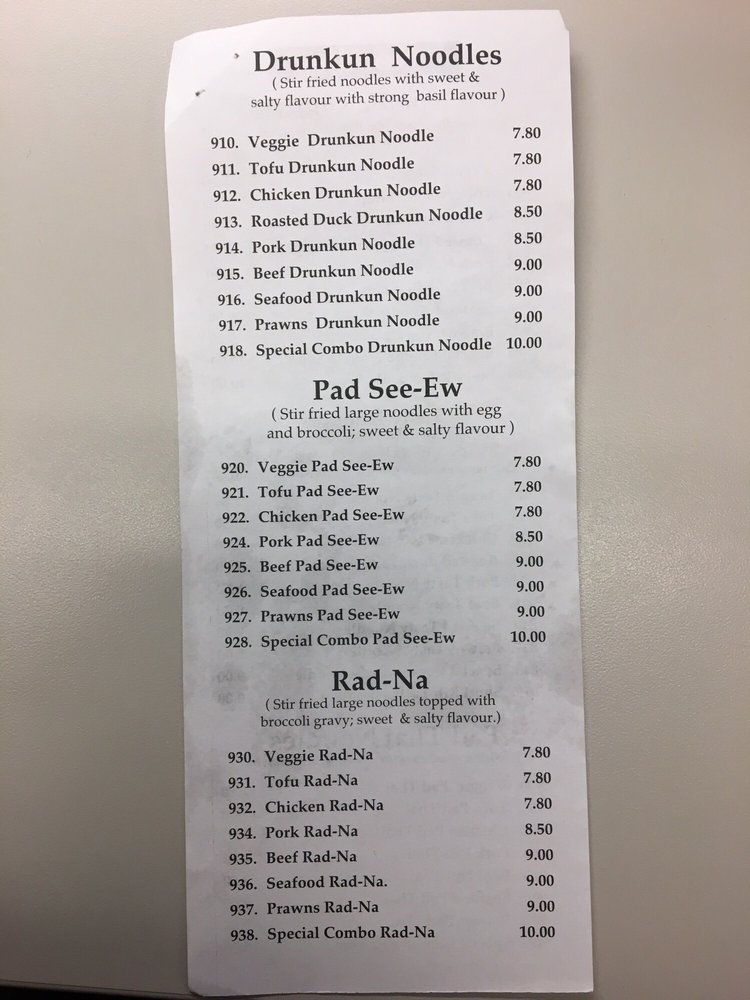 Drunkun Noodles
( Stir fried noodles with sweet &
salty flavour with strong basil flavour )
910. Veggie Drunkun Noodle 7.80
911. Tofu Drunkun Noodle 7.80
912. Chicken Drunkun Noodle 7.80
913. Roasted Duck Drunkun Noodle 8.50
914. Pork Drunkun Noodle 8.50
915. Beef Drunkun Noodle 9.00
916. Seafood Drunkun Noodle 9.00
917. Prawns Drunkun Noodle 9.00
918. Special Combo Drunkun Noodle 10.00
Pad See-Ew
( Stir fried large noodles with egg
and broccoli; sweet & salty flavour )
920. Veggie Pad See-Ew 7.80
921. Tofu Pad See-Ew 7.80
922. Chicken Pad See-Ew 7.80
924. Pork Pad See-Ew 8.50
925. Beef Pad See-Ew 9.00
926. Seafood Pad See-Ew 9.00
927. Prawns Pad See-Ew 9.00
928. Special Combo Pad See-Ew 10.00
Rad-Na
( Stir fried large noodles topped with
broccoli gravy; sweet & salty flavour.)
930. Veggie Rad-Na 7.80
931. Tofu Rad-Na 7.80
932. Chicken Rad-Na 7.80
934. Pork Rad-Na 8.50
935. Beef Rad-Na 9.00
936. Seafood Rad-Na. 9.00
937. Prawns Rad-Na 9.00
938. Special Combo Rad-Na 10.00